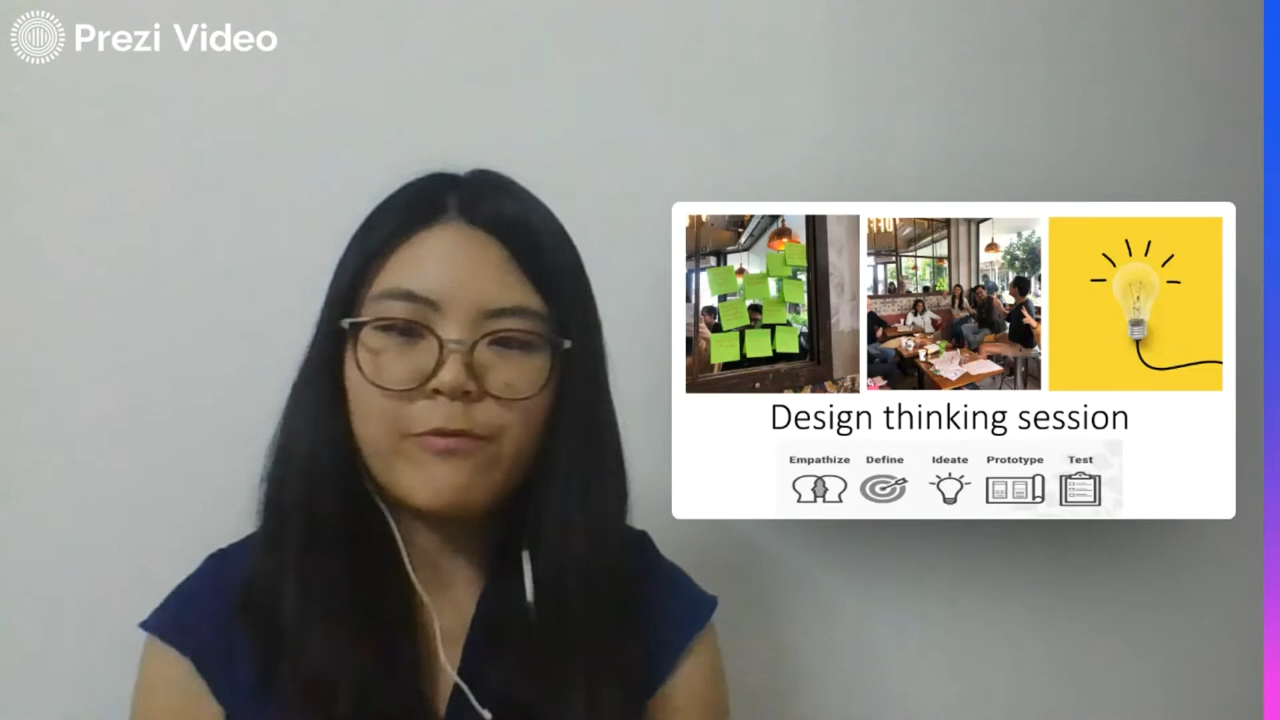 Prezi Video
Design thinking session
Empathize Define Ideate Prototype Test